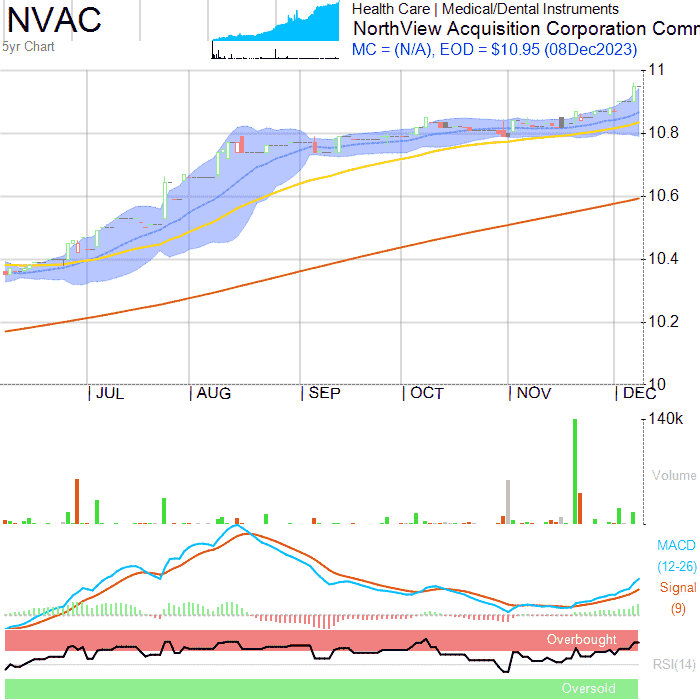 NVAC
5yr Chart
Health Care | Medical/Dental Instruments
NorthView Acquisition Corporation Comr
MC = (N/A), EOD = $10.95 (08Dec2023)
11
10.8
10.6
10.4
10.2
10
JUL AUG SEP OCT NOV DEC
140k
Volume
MACD
(12-26)
Signal
(9)
Overbought
RSI(14)
Oversold